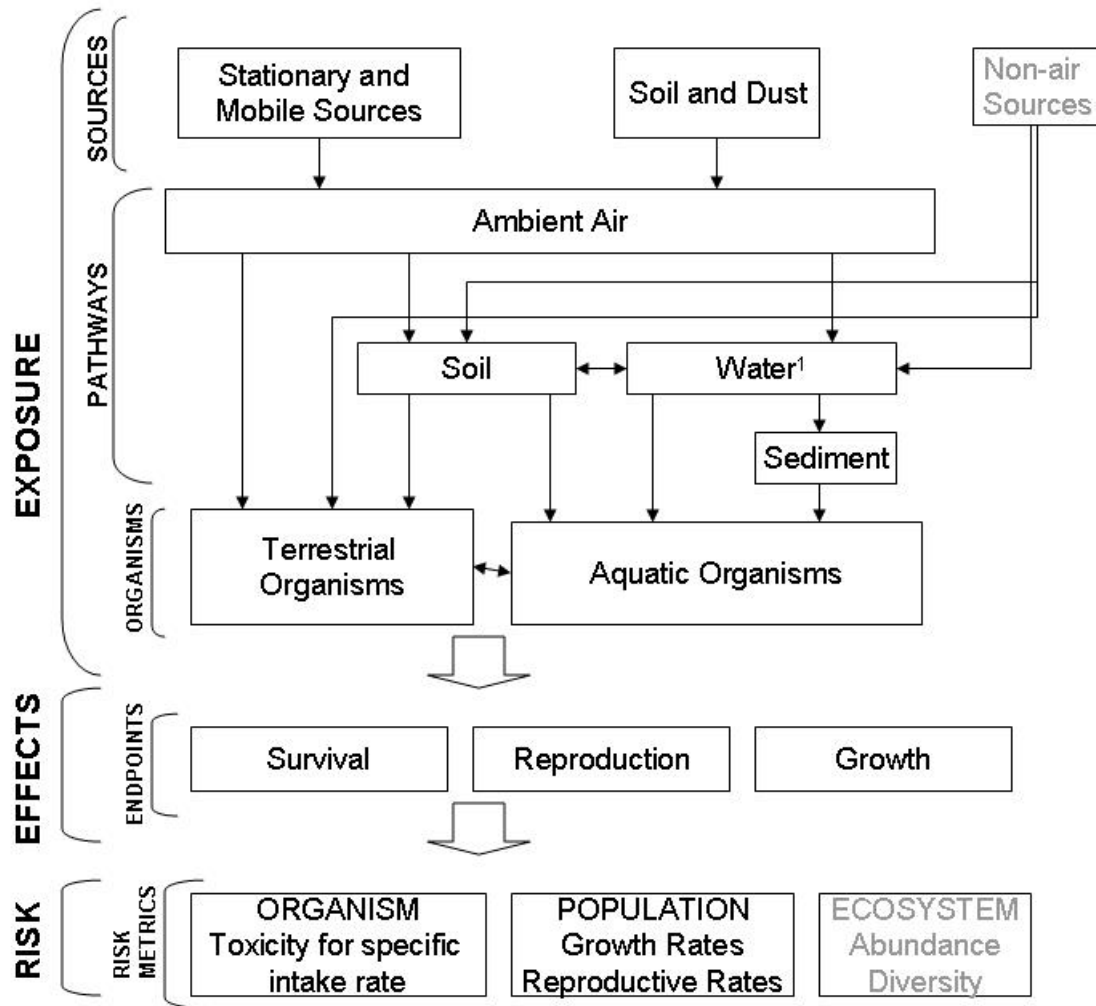 EXPOSURE
SOURCES
Stationary and
Mobile Sources
Soil and Dust
Non-air
Sources
PATHWAYS
Ambient Air
Soil
Water¹
Sediment
ORGANISMS
Terrestrial
Organisms
Aquatic Organisms
EFFECTS
ENDPOINTS
Survival
Reproduction
Growth
RISK
RISK
METRICS
ORGANISM
Toxicity for specific
intake rate
POPULATION
Growth Rates
Reproductive Rates
ECOSYSTEM
Abundance
Diversity